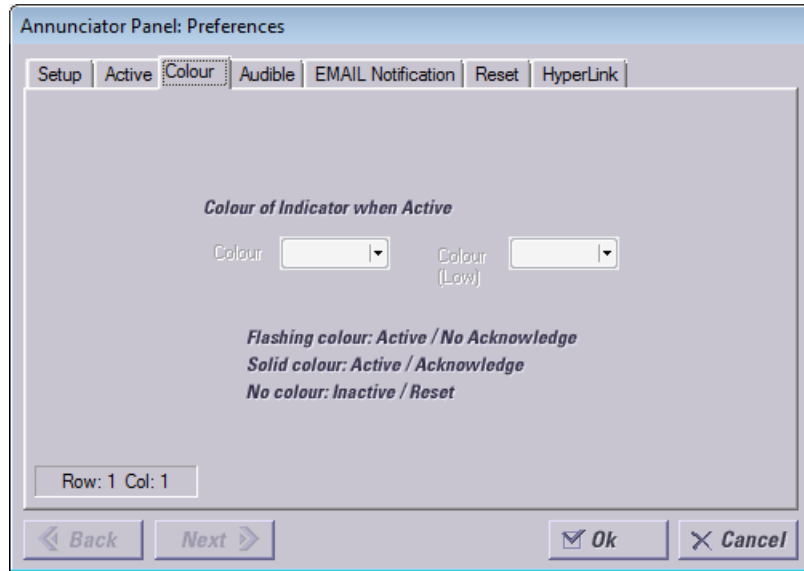 Annunciator Panel: Preferences
Setup Active Colour Audible EMAIL Notification Reset HyperLink
Colour of Indicator when Active
Colour Colour
(Low)
Flashing colour: Active / No Acknowledge
Solid colour: Active / Acknowledge
No colour: Inactive / Reset
Row: 1 Col: 1
Back Next Ok Cancel